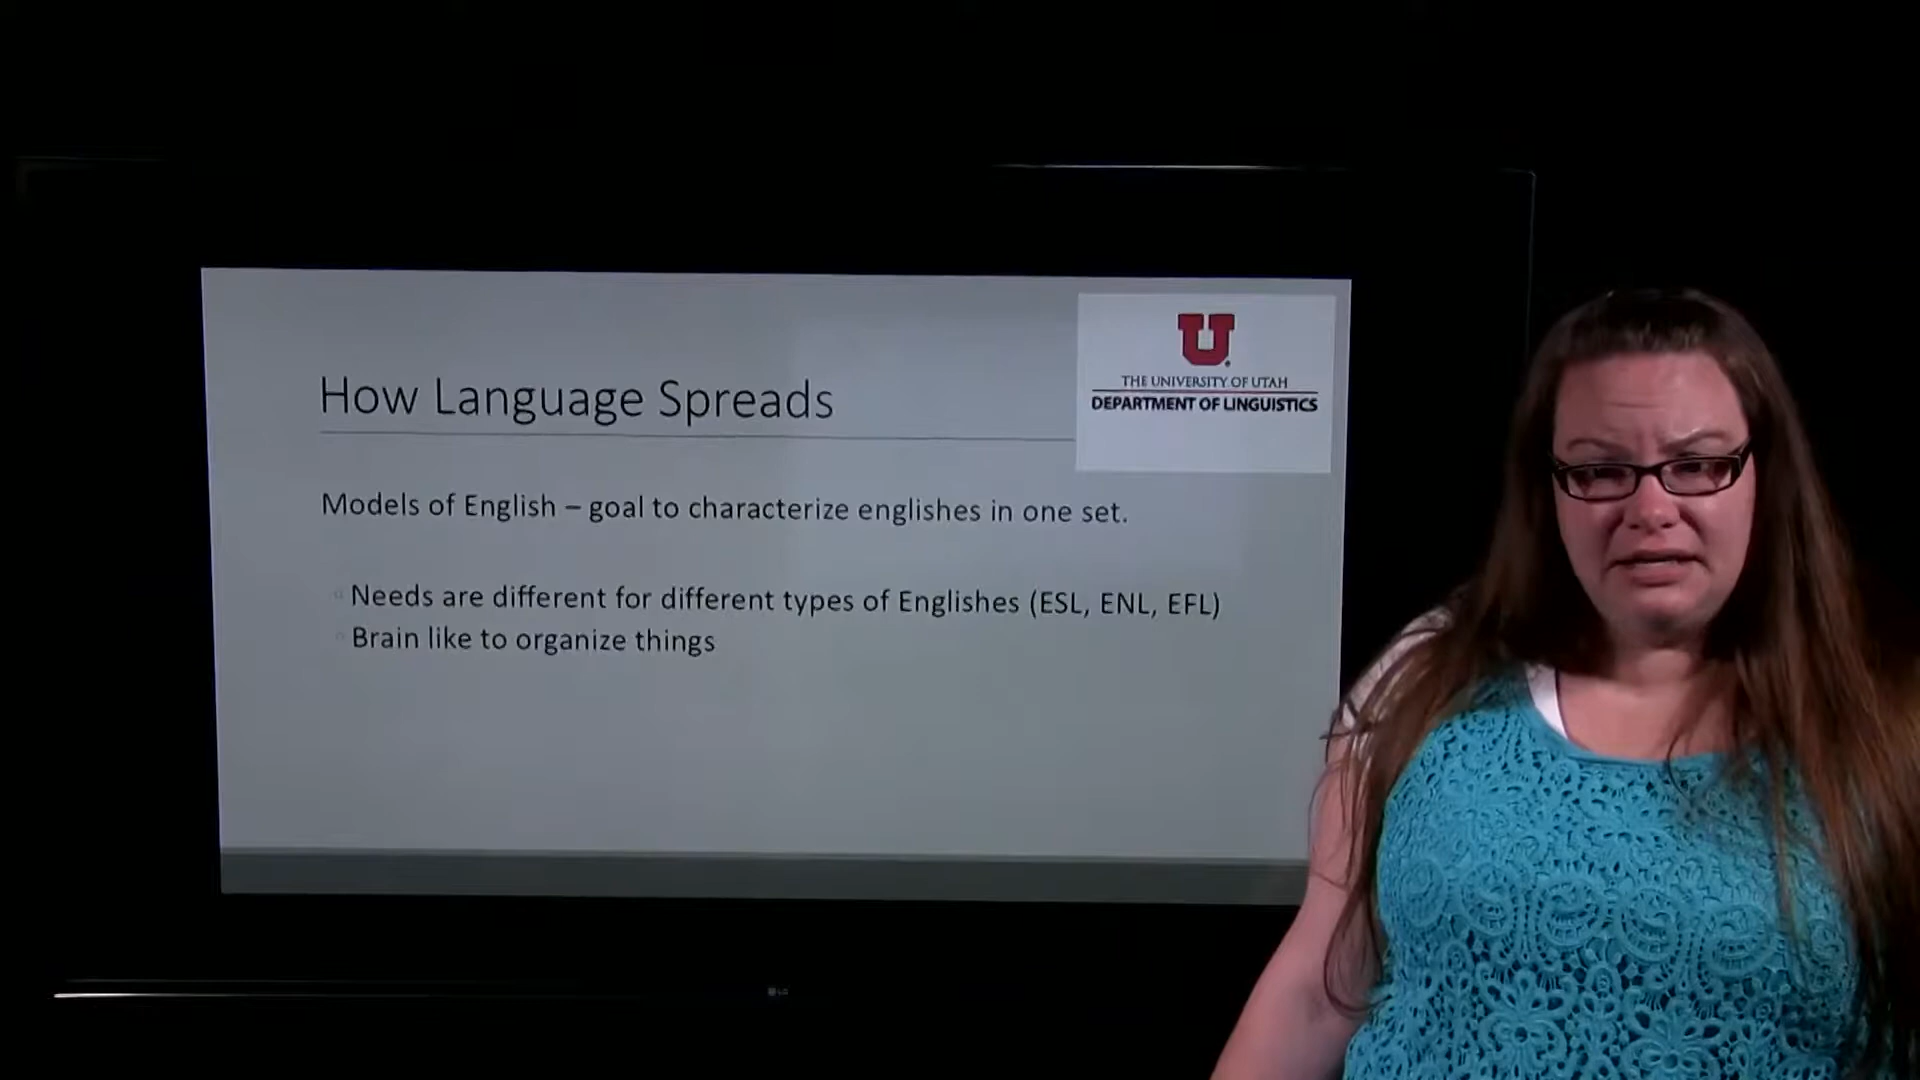 U
THE UNIVERSITY OF UTAH
DEPARTMENT OF LINGUISTICS
How Language Spreads
Models of English – goal to characterize englishes in one set.
Needs are different for different types of Englishes (ESL, ENL, EFL)
Brain like to organize things
LG